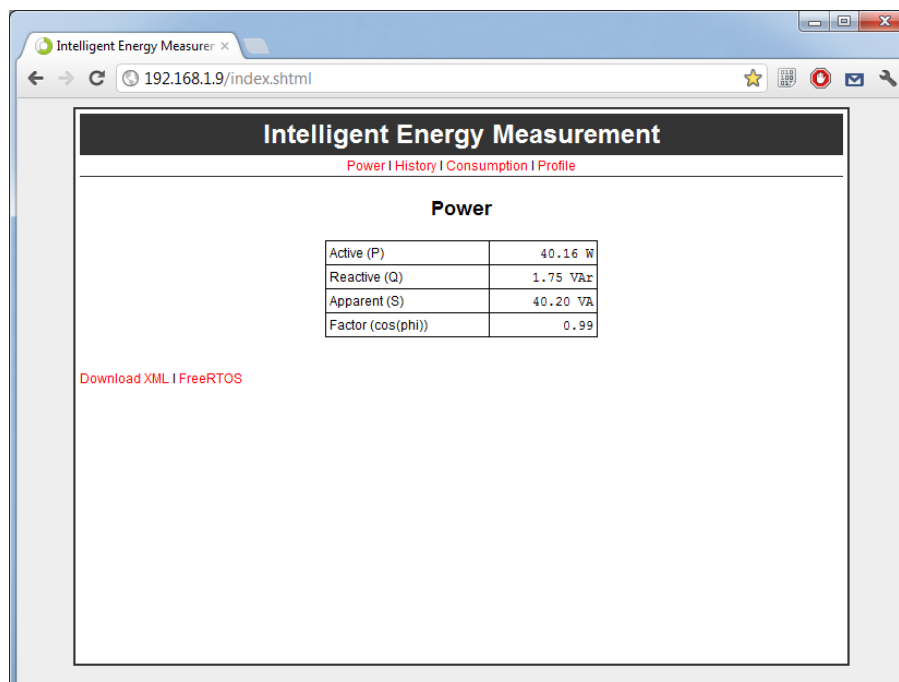 Intelligent Energy Measurer
192.168.1.9/index.shtml
Intelligent Energy Measurement
Power | History | Consumption | Profile
Power
Active (P) 40.16 W
Reactive (Q) 1.75 VAr
Apparent (S) 40.20 VA
Factor (cos(phi)) 0.99
Download XML | FreeRTOS